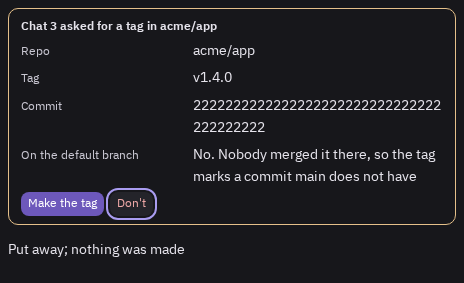 Chat 3 asked for a tag in acme/app
Repo acme/app
Tag v1.4.0
Commit 2222222222222222222222222222222
222222222
On the default branch No. Nobody merged it there, so the tag
marks a commit main does not have
Make the tag Don't
Put away; nothing was made